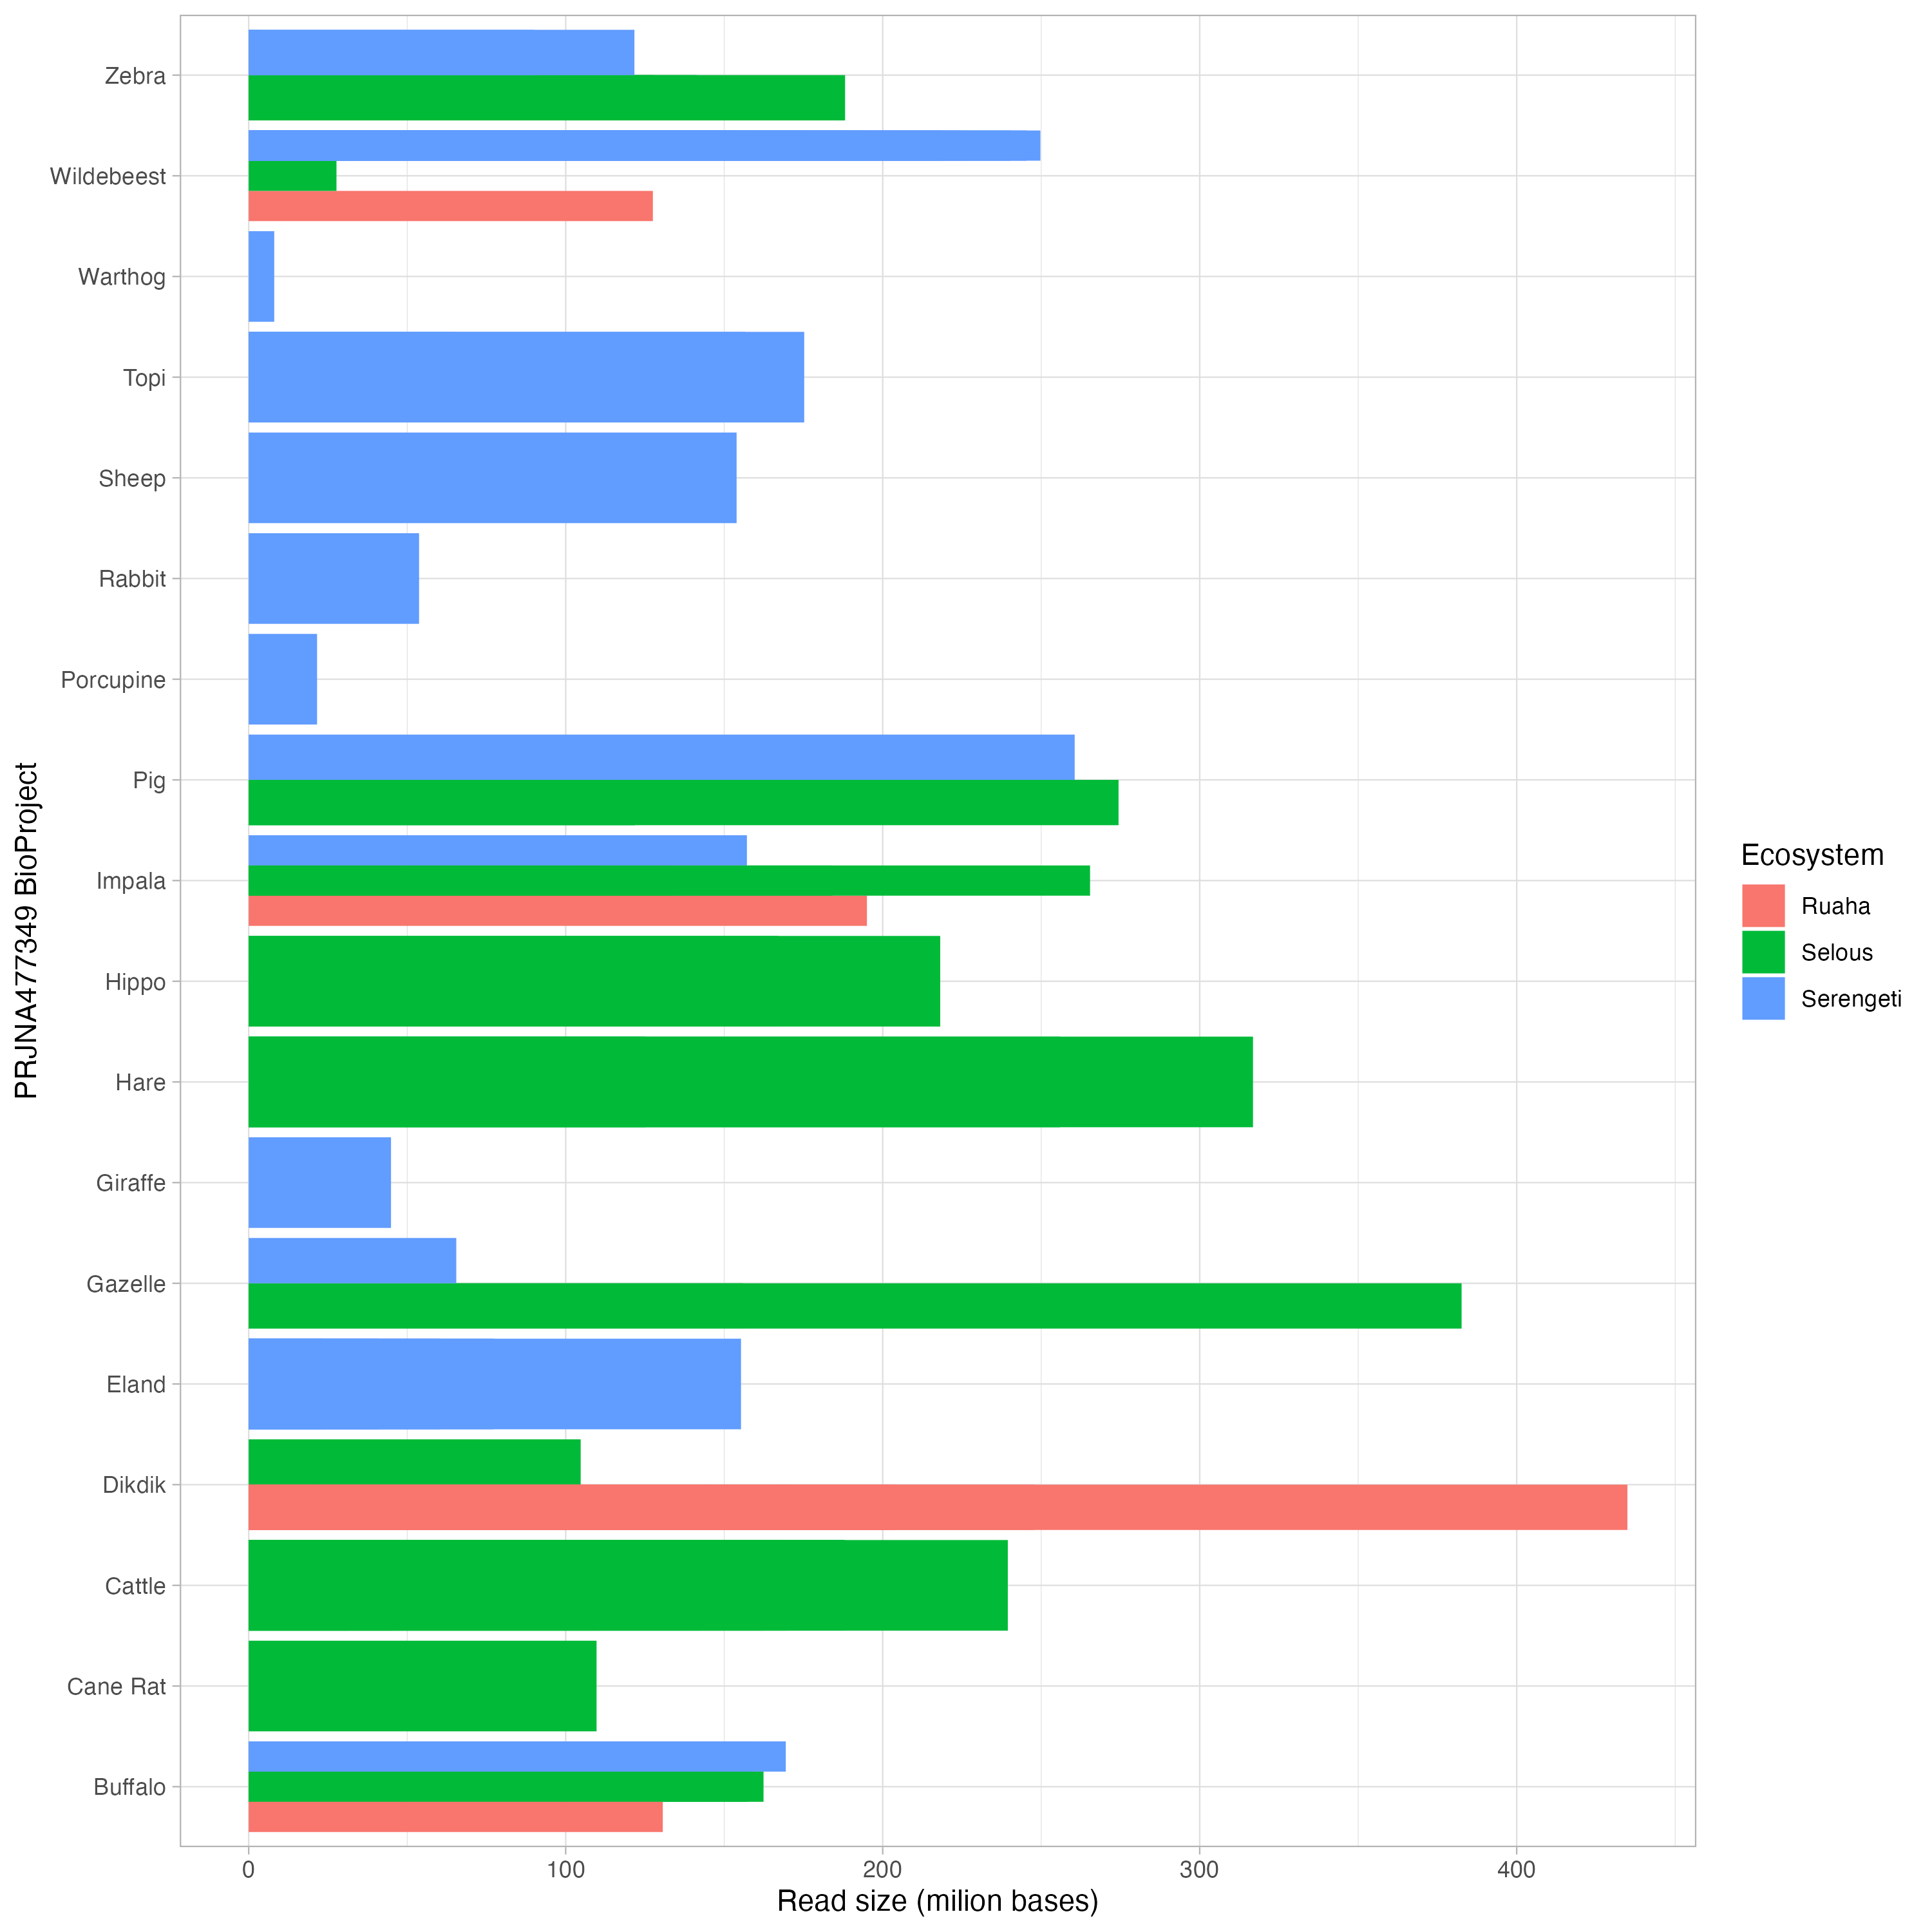 Zebra
Wildebeest
Warthog
Topi
Sheep
Rabbit
Porcupine
Pig
Impala
Hippo
Hare
Giraffe
Gazelle
Eland
Dikdik
Cattle
Cane Rat
Buffalo
PRJNA477349 BioProject
0 100 200 300 400
Read size (milion bases)
Ecosystem
Ruaha
Selous
Serengeti